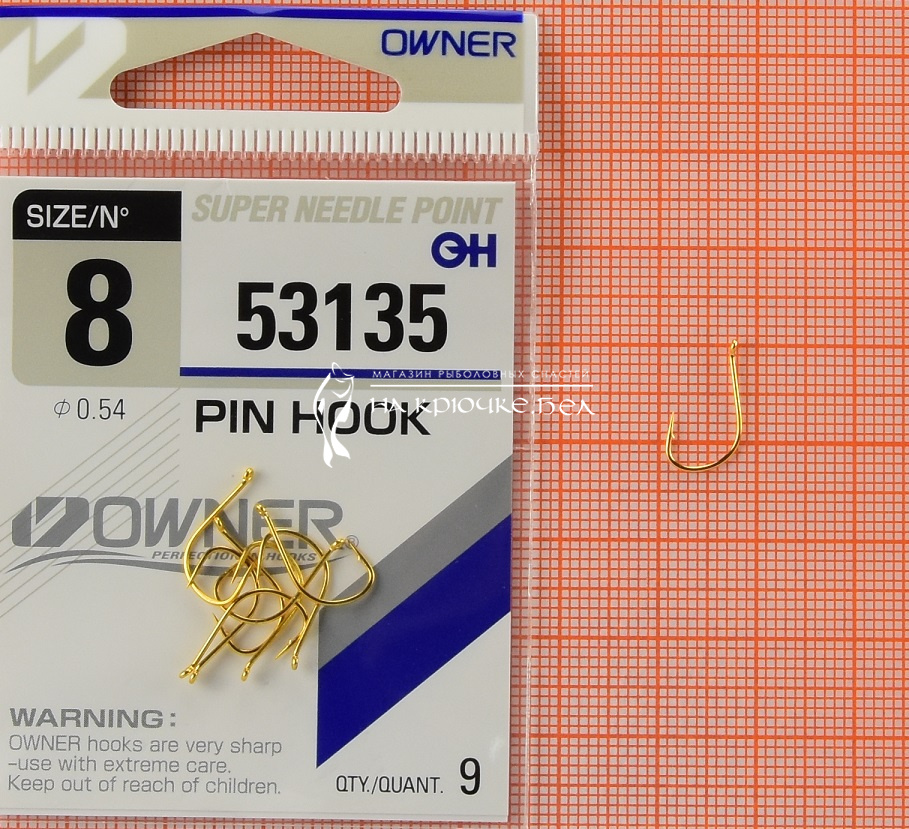 OWNER
SIZE/Nº
8
SUPER NEEDLE POINT
OH
53135
φ 0.54
МАГАЗИН РЫБОЛОВНЫХ СНАСТЕЙ
НА КРЮЧКЕ.БЕЛ
PIN HOOK
OWNER®
PERFECTION IN HOOKS
WARNING:
OWNER hooks are very sharp
-use with extreme care.
Keep out of reach of children.
QTY./QUANT. 9